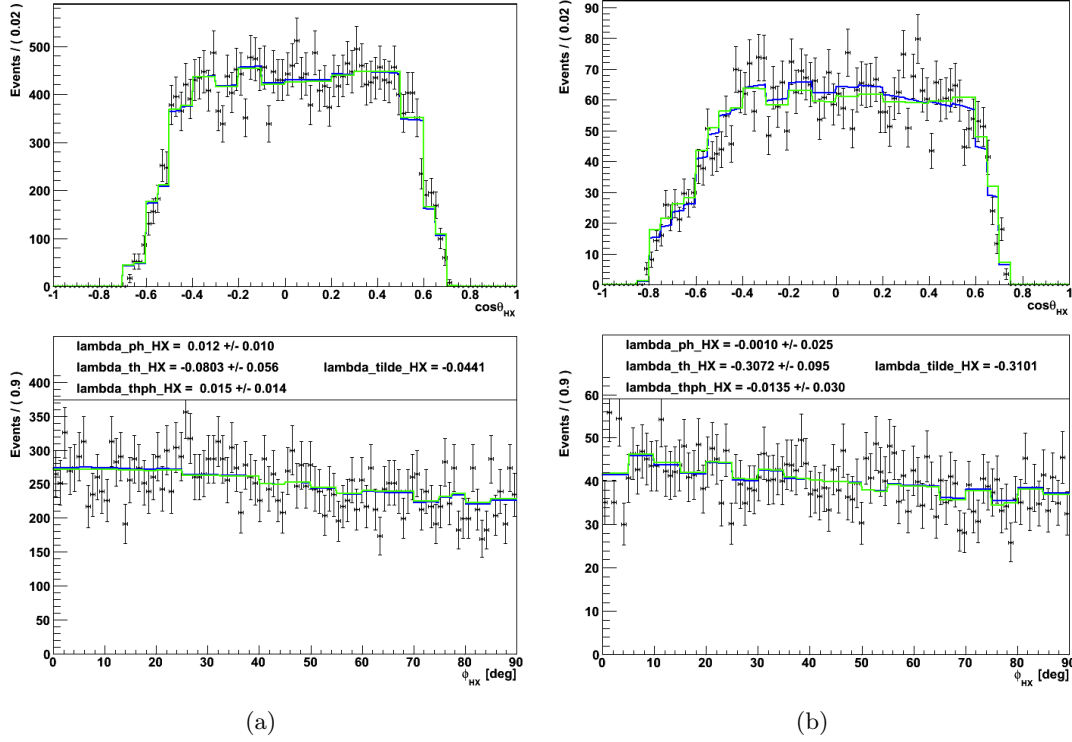 Events / ( 0.02 )
500
400
300
200
100
0
-1 -0.8 -0.6 -0.4 -0.2 0 0.2 0.4 0.6 0.8 1
cosθHX
Events / ( 0.02 )
90
80
70
60
50
40
30
20
10
0
-1 -0.8 -0.6 -0.4 -0.2 0 0.2 0.4 0.6 0.8 1
cosθHX
lambda_ph_HX = 0.012 +/- 0.010
lambda_th_HX = -0.0803 +/- 0.056 lambda_tilde_HX = -0.0441
lambda_thph_HX = 0.015 +/- 0.014
Events / ( 0.9 )
400
350
300
250
200
150
100
50
0
0 10 20 30 40 50 60 70 80 90
ϕHX [deg]
lambda_ph_HX = -0.0010 +/- 0.025
lambda_th_HX = -0.3072 +/- 0.095 lambda_tilde_HX = -0.3101
lambda_thph_HX = -0.0135 +/- 0.030
Events / ( 0.9 )
60
50
40
30
20
10
0
0 10 20 30 40 50 60 70 80 90
ϕHX [deg]
(a)
(b)